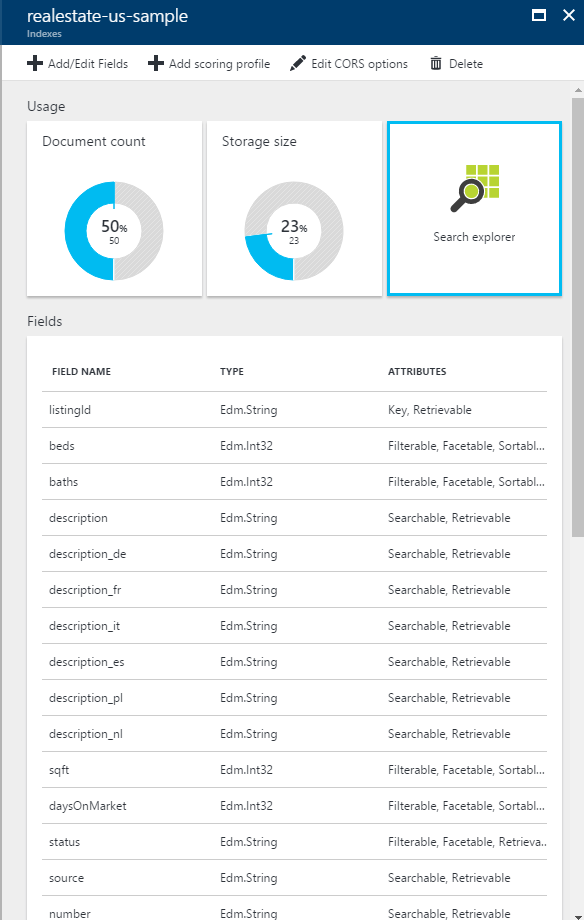 realestate-us-sample
Indexes
Add/Edit Fields Add scoring profile Edit CORS options Delete
Usage
Document count Storage size
50% 23%
50 23
Search explorer
Fields
FIELD NAME TYPE ATTRIBUTES
listingId Edm.String Key, Retrievable
beds Edm.Int32 Filterable, Facetable, Sortabl...
baths Edm.Int32 Filterable, Facetable, Sortabl...
description Edm.String Searchable, Retrievable
description_de Edm.String Searchable, Retrievable
description_fr Edm.String Searchable, Retrievable
description_it Edm.String Searchable, Retrievable
description_es Edm.String Searchable, Retrievable
description_pl Edm.String Searchable, Retrievable
description_nl Edm.String Searchable, Retrievable
sqft Edm.Int32 Filterable, Facetable, Sortabl...
daysOnMarket Edm.Int32 Filterable, Facetable, Sortabl...
status Edm.String Filterable, Facetable, Retrieva..
source Edm.String Searchable, Retrievable
number Edm.String Searchable, Retrievable